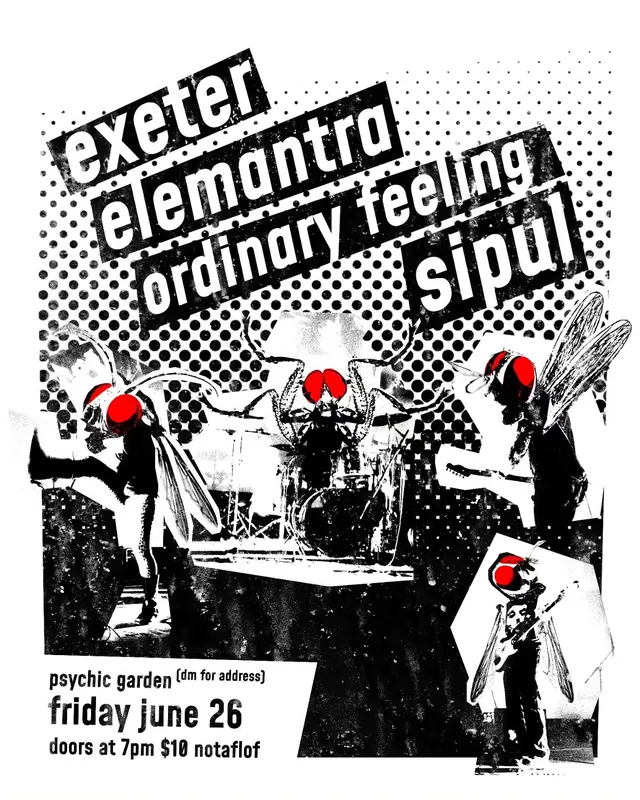 exeter
elemantra
ordinary feeling
sipul
psychic garden (dm for address)
friday june 26
doors at 7pm $10 notaflof